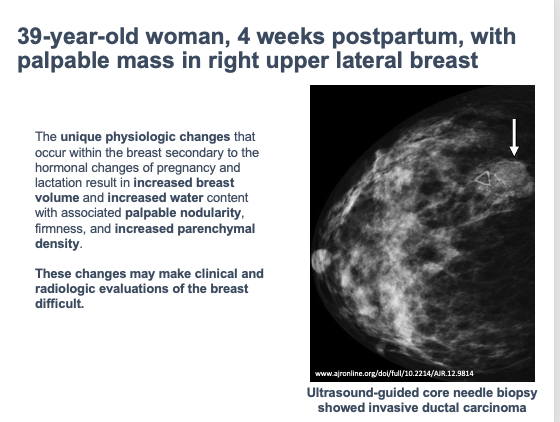 39-year-old woman, 4 weeks postpartum, with
palpable mass in right upper lateral breast
The unique physiologic changes that
occur within the breast secondary to the
hormonal changes of pregnancy and
lactation result in increased breast
volume and increased water content
with associated palpable nodularity,
firmness, and increased parenchymal
density.
These changes may make clinical and
radiologic evaluations of the breast
difficult.
www.ajronline.org/doi/full/10.2214/AJR.12.9814
Ultrasound-guided core needle biopsy
showed invasive ductal carcinoma